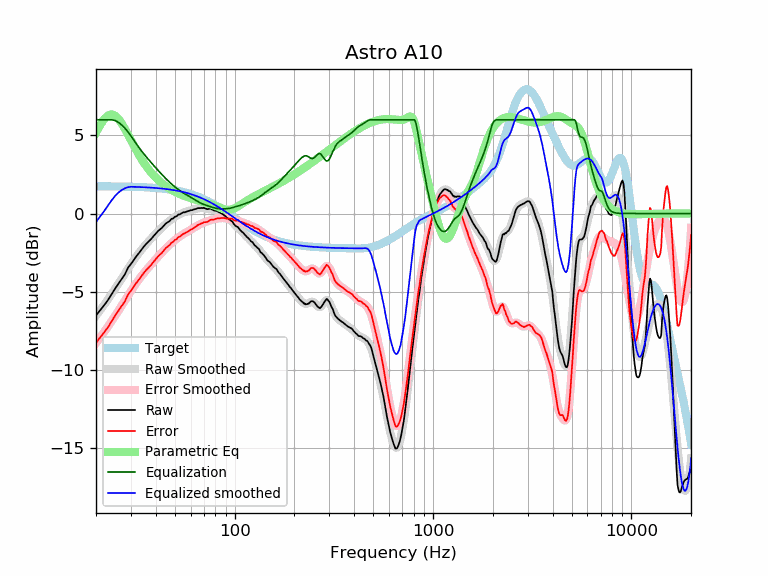 Astro A10
Amplitude (dBr)
5
0
−5
−10
−15
Target
Raw Smoothed
Error Smoothed
Raw
Error
Parametric Eq
Equalization
Equalized smoothed
100
1000
10000
Frequency (Hz)